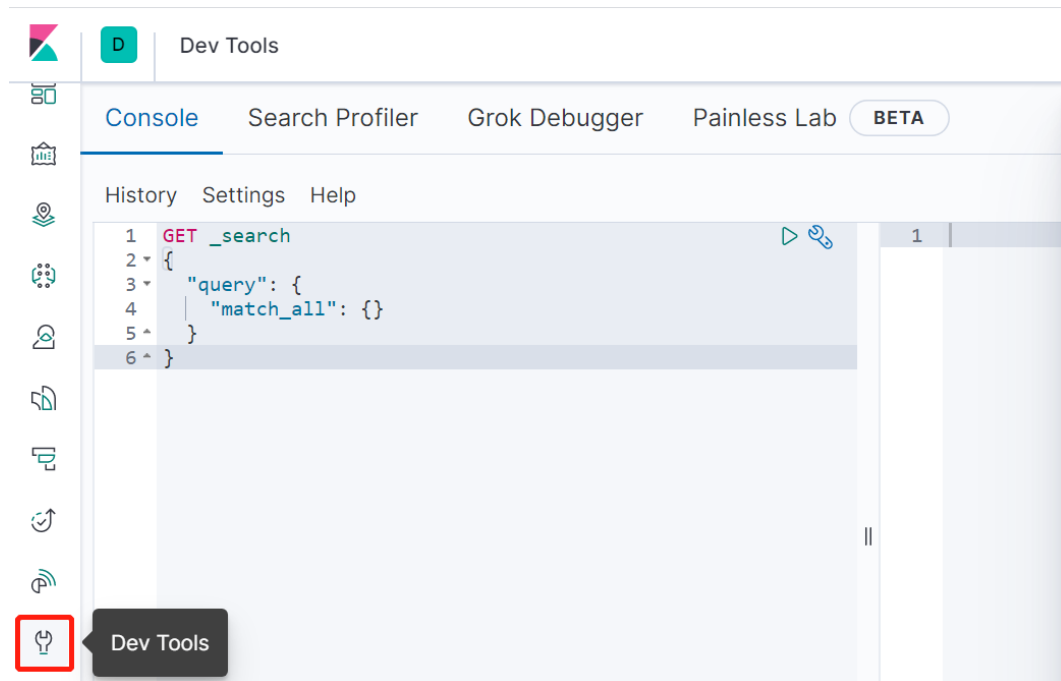 D Dev Tools
Console Search Profiler Grok Debugger Painless Lab BETA
History Settings Help
1 GET _search
2 {
3 "query": {
4 "match_all": {}
5 }
6 }
1
Dev Tools